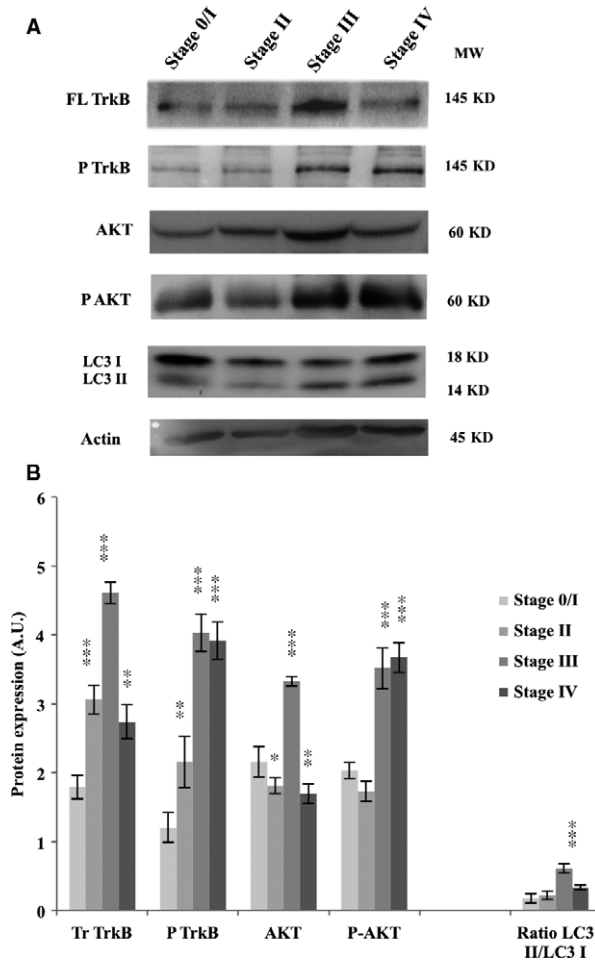 A
Stage 0/I Stage II Stage III Stage IV
MW
FL TrkB 145 KD
P TrkB 145 KD
AKT 60 KD
P AKT 60 KD
LC3 I 18 KD
LC3 II 14 KD
Actin 45 KD
B
6
5
4
3
2
1
0
Protein expression (A.U.)
*** *** **
** *** ***
* *** **
*** ***
***
Stage 0/I
Stage II
Stage III
Stage IV
Tr TrkB P TrkB AKT P-AKT Ratio LC3
II/LC3 I